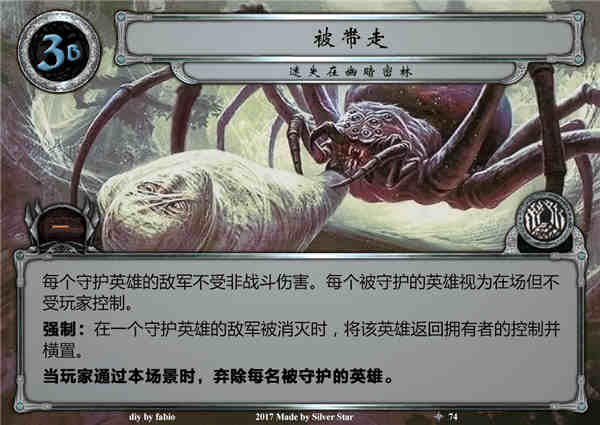 3B
被带走
迷失在幽暗密林
每个守护英雄的敌军不受非战斗伤害。每个被守护的英雄视为在场但不
受玩家控制。
强制：在一个守护英雄的敌军被消灭时，将该英雄返回拥有者的控制并
横置。
当玩家通过本场景时，弃除每名被守护的英雄。
diy by fabio
2017 Made by Silver Star
74